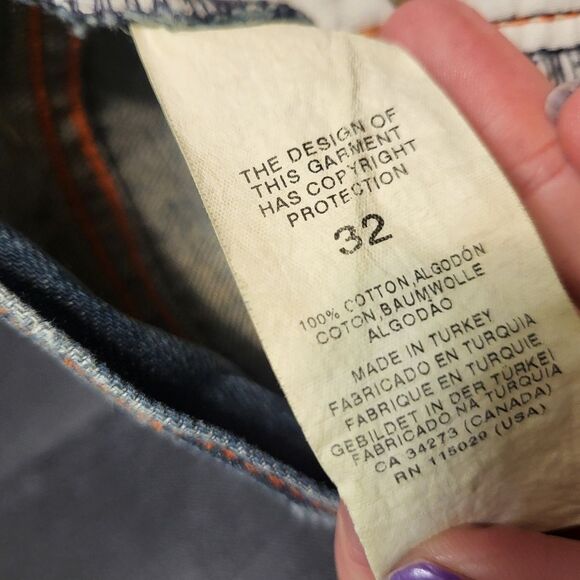 THE DESIGN OF
THIS GARMENT
HAS COPYRIGHT
PROTECTION
32
100% COTTON,ALGODÓN
COTON,BAUMWOLLE
ALGODÃO
MADE IN TURKEY
FABRICADO EN TURQUIA
FABRIQUE EN TURQUIE
GEBILDET IN DER TURKEI
FABRICADO NA TURQUIA
CA 34273 (CANADA)
RN 115029 (USA)